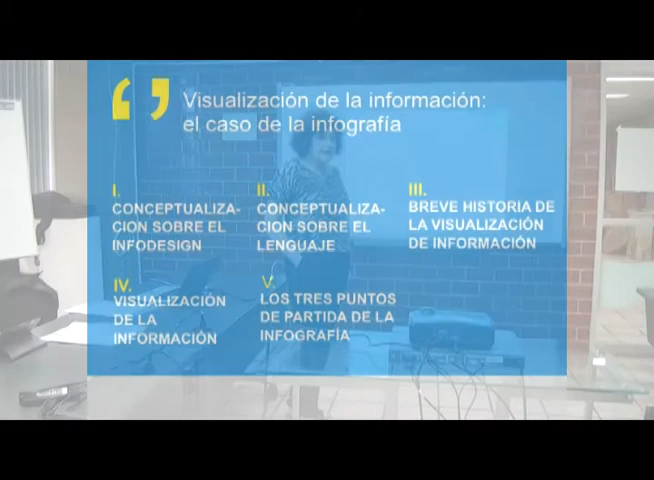 Visualización de la información:
el caso de la infografía
I.
CONCEPTUALIZA-
CION SOBRE EL
INFODESIGN
II.
CONCEPTUALIZA-
CION SOBRE EL
LENGUAJE
III.
BREVE HISTORIA DE
LA VISUALIZACIÓN
DE INFORMACIÓN
IV.
VISUALIZACIÓN
DE LA
INFORMACIÓN
V.
LOS TRES PUNTOS
DE PARTIDA DE LA
INFOGRAFÍA